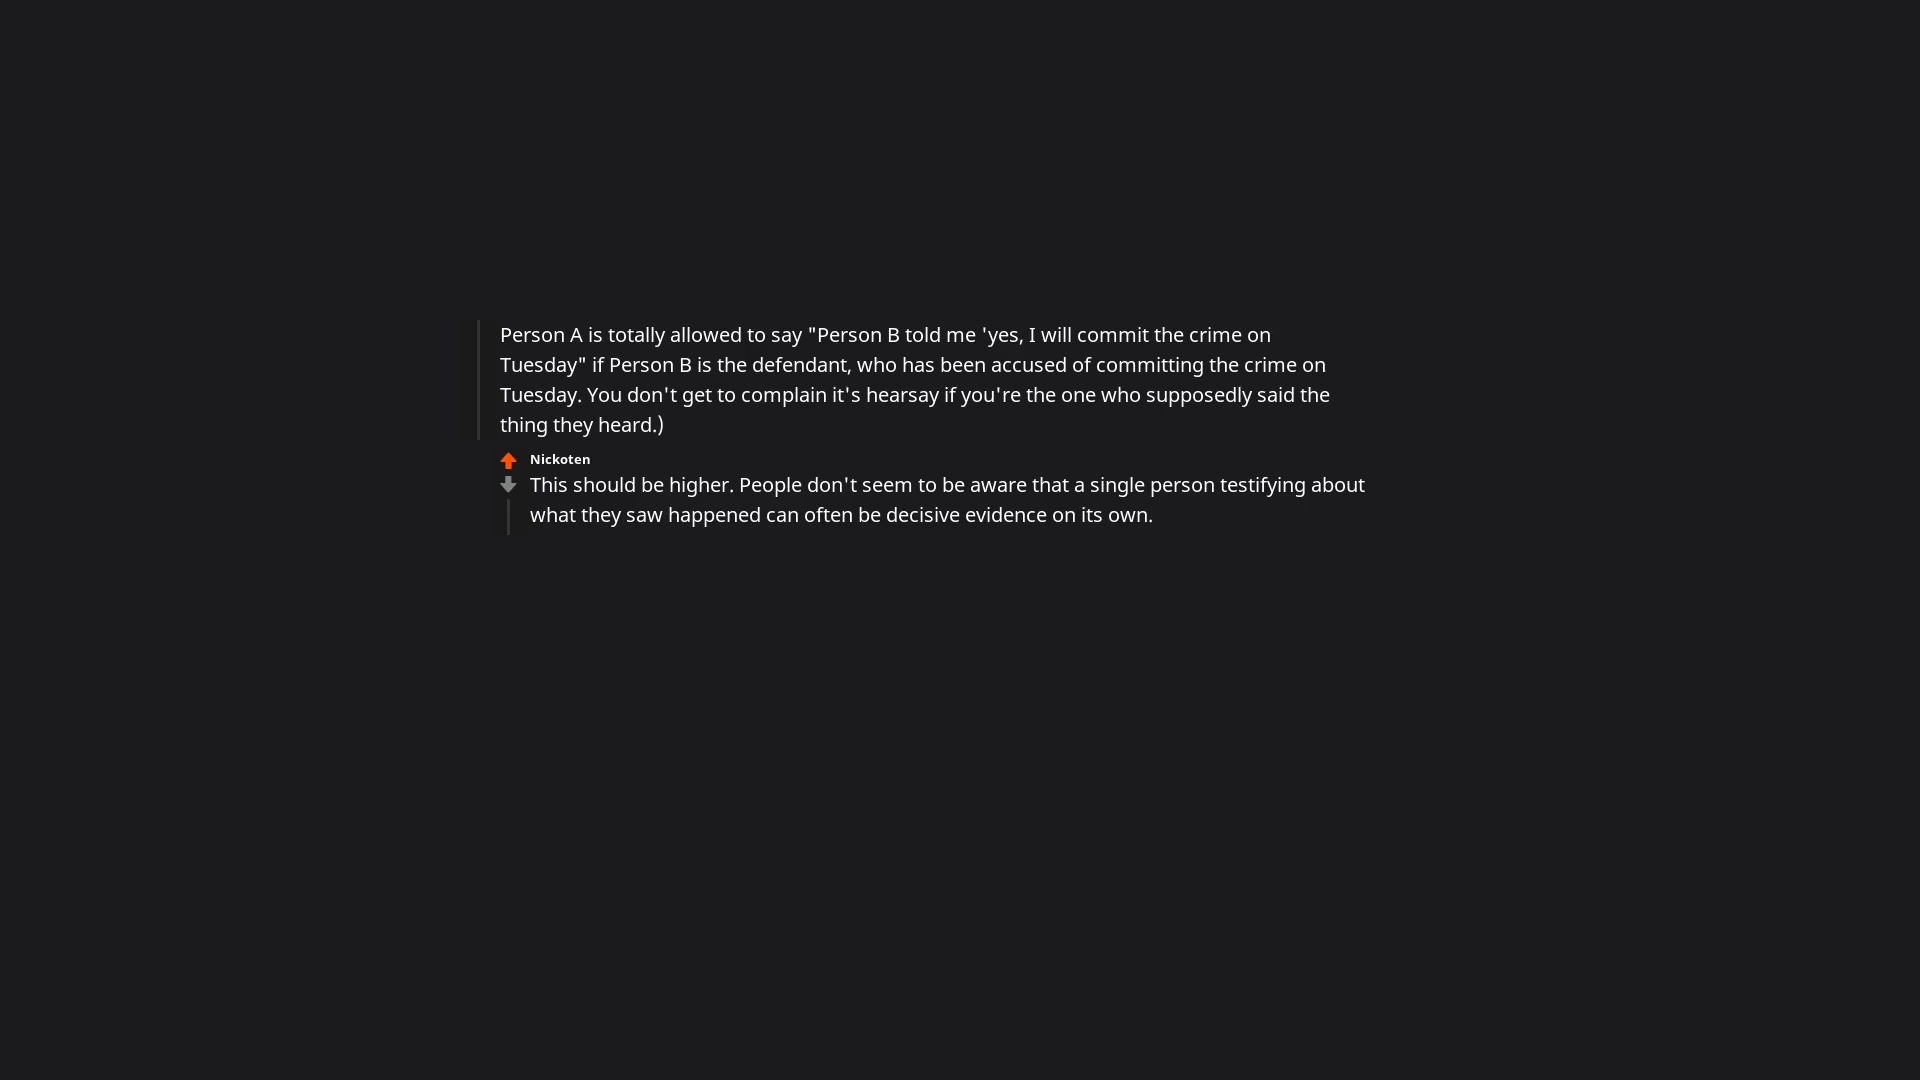 Person A is totally allowed to say "Person B told me 'yes, I will commit the crime on
Tuesday" if Person B is the defendant, who has been accused of committing the crime on
Tuesday. You don't get to complain it's hearsay if you're the one who supposedly said the
thing they heard.)
Nickoten
This should be higher. People don't seem to be aware that a single person testifying about
what they saw happened can often be decisive evidence on its own.